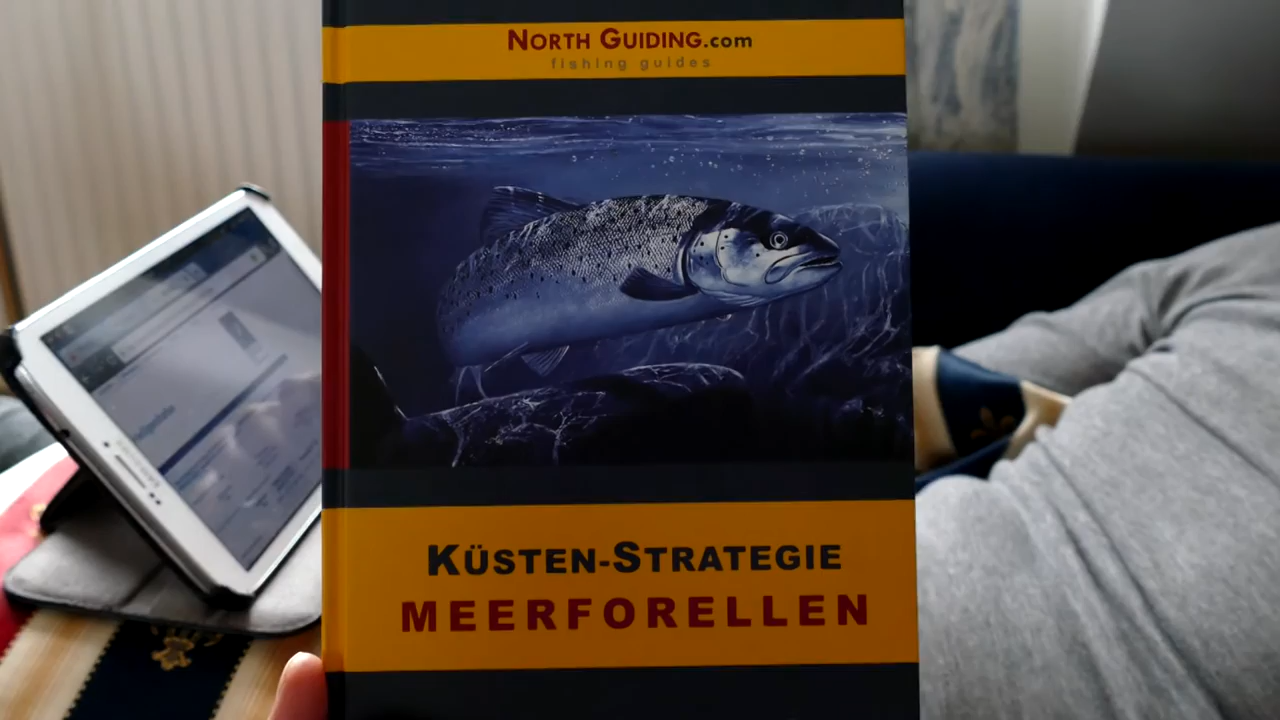 North Guiding.com
fishing guides
Küsten-Strategie
MEERFORELLEN